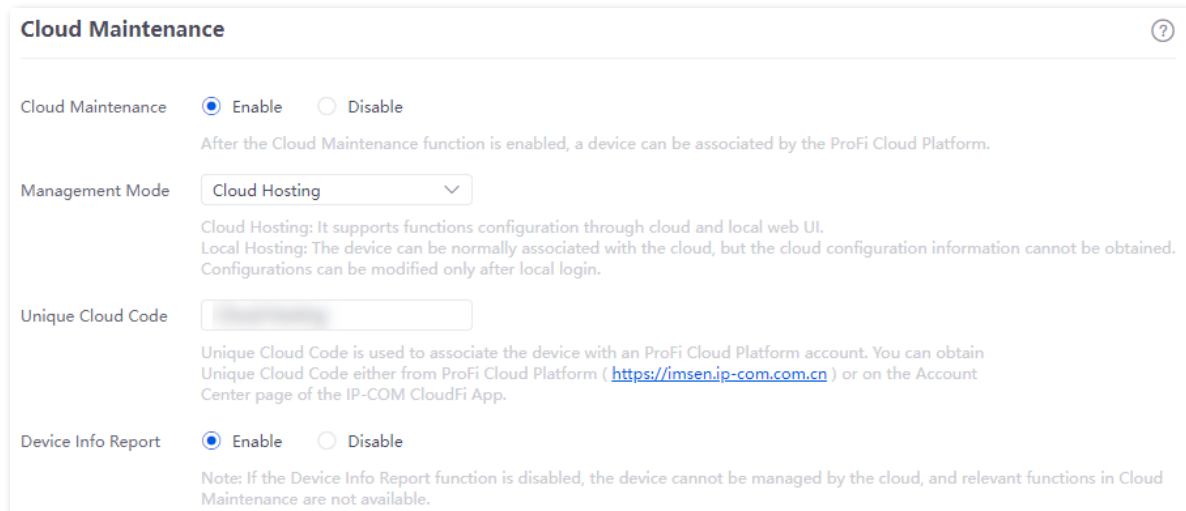 Cloud Maintenance
?
Cloud Maintenance Enable Disable
After the Cloud Maintenance function is enabled, a device can be associated by the ProFi Cloud Platform.
Management Mode Cloud Hosting
Cloud Hosting: It supports functions configuration through cloud and local web UI.
Local Hosting: The device can be normally associated with the cloud, but the cloud configuration information cannot be obtained.
Configurations can be modified only after local login.
Unique Cloud Code
Unique Cloud Code is used to associate the device with an ProFi Cloud Platform account. You can obtain
Unique Cloud Code either from ProFi Cloud Platform ( https://imsen.ip-com.com.cn ) or on the Account
Center page of the IP-COM CloudFi App.
Device Info Report Enable Disable
Note: If the Device Info Report function is disabled, the device cannot be managed by the cloud, and relevant functions in Cloud
Maintenance are not available.